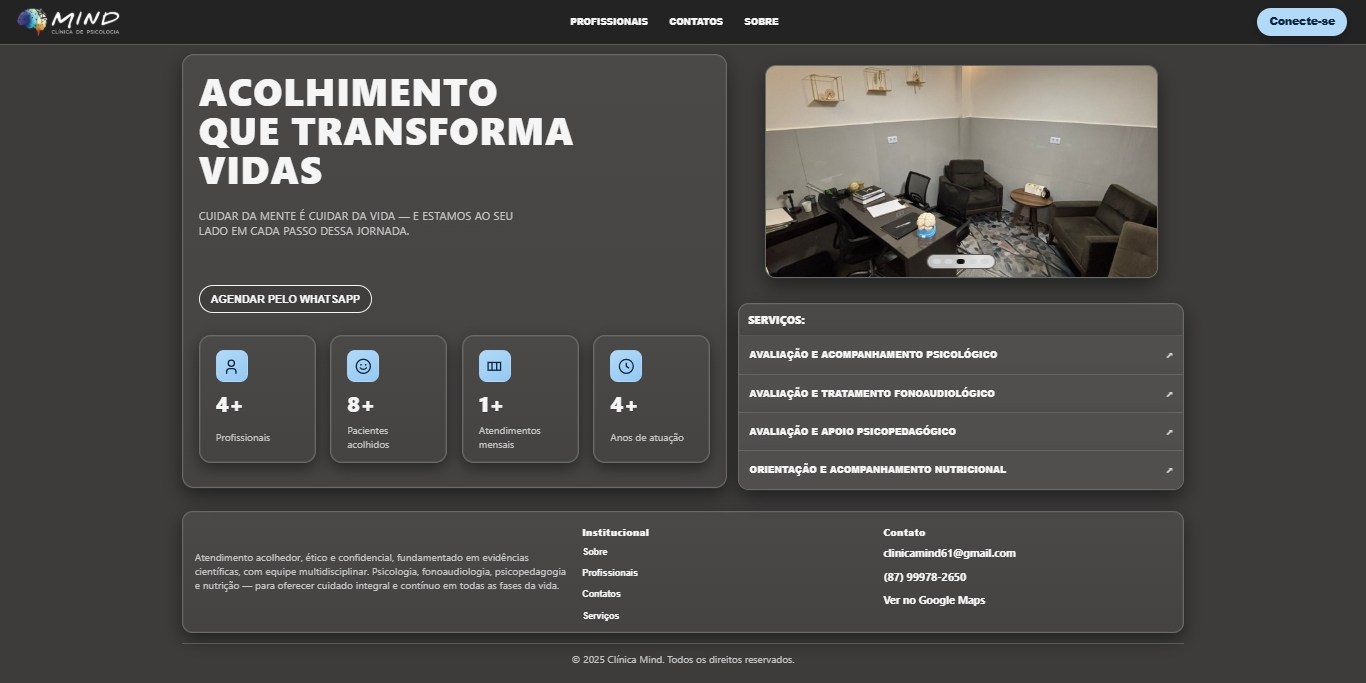 MIND
CLÍNICA DE PSICOLOGIA
PROFISSIONAIS
CONTATOS
SOBRE
Conecte-se
ACOLHIMENTO
QUE TRANSFORMA
VIDAS
CUIDAR DA MENTE É CUIDAR DA VIDA — E ESTAMOS AO SEU
LADO EM CADA PASSO DESSA JORNADA.
AGENDAR PELO WHATSAPP
4+
Profissionais
8+
Pacientes
acolhidos
1+
Atendimentos
mensais
4+
Anos de atuação
SERVIÇOS:
AVALIAÇÃO E ACOMPANHAMENTO PSICOLÓGICO
AVALIAÇÃO E TRATAMENTO FONOAUDIOLÓGICO
AVALIAÇÃO E APOIO PSICOPEDAGÓGICO
ORIENTAÇÃO E ACOMPANHAMENTO NUTRICIONAL
Atendimento acolhedor, ético e confidencial, fundamentado em evidências
científicas, com equipe multidisciplinar. Psicologia, fonoaudiologia, psicopedagogia
e nutrição — para oferecer cuidado integral e contínuo em todas as fases da vida.
Institucional
Sobre
Profissionais
Contatos
Serviços
Contato
clinicamind61@gmail.com
(87) 99978-2650
Ver no Google Maps
© 2025 Clínica Mind. Todos os direitos reservados.